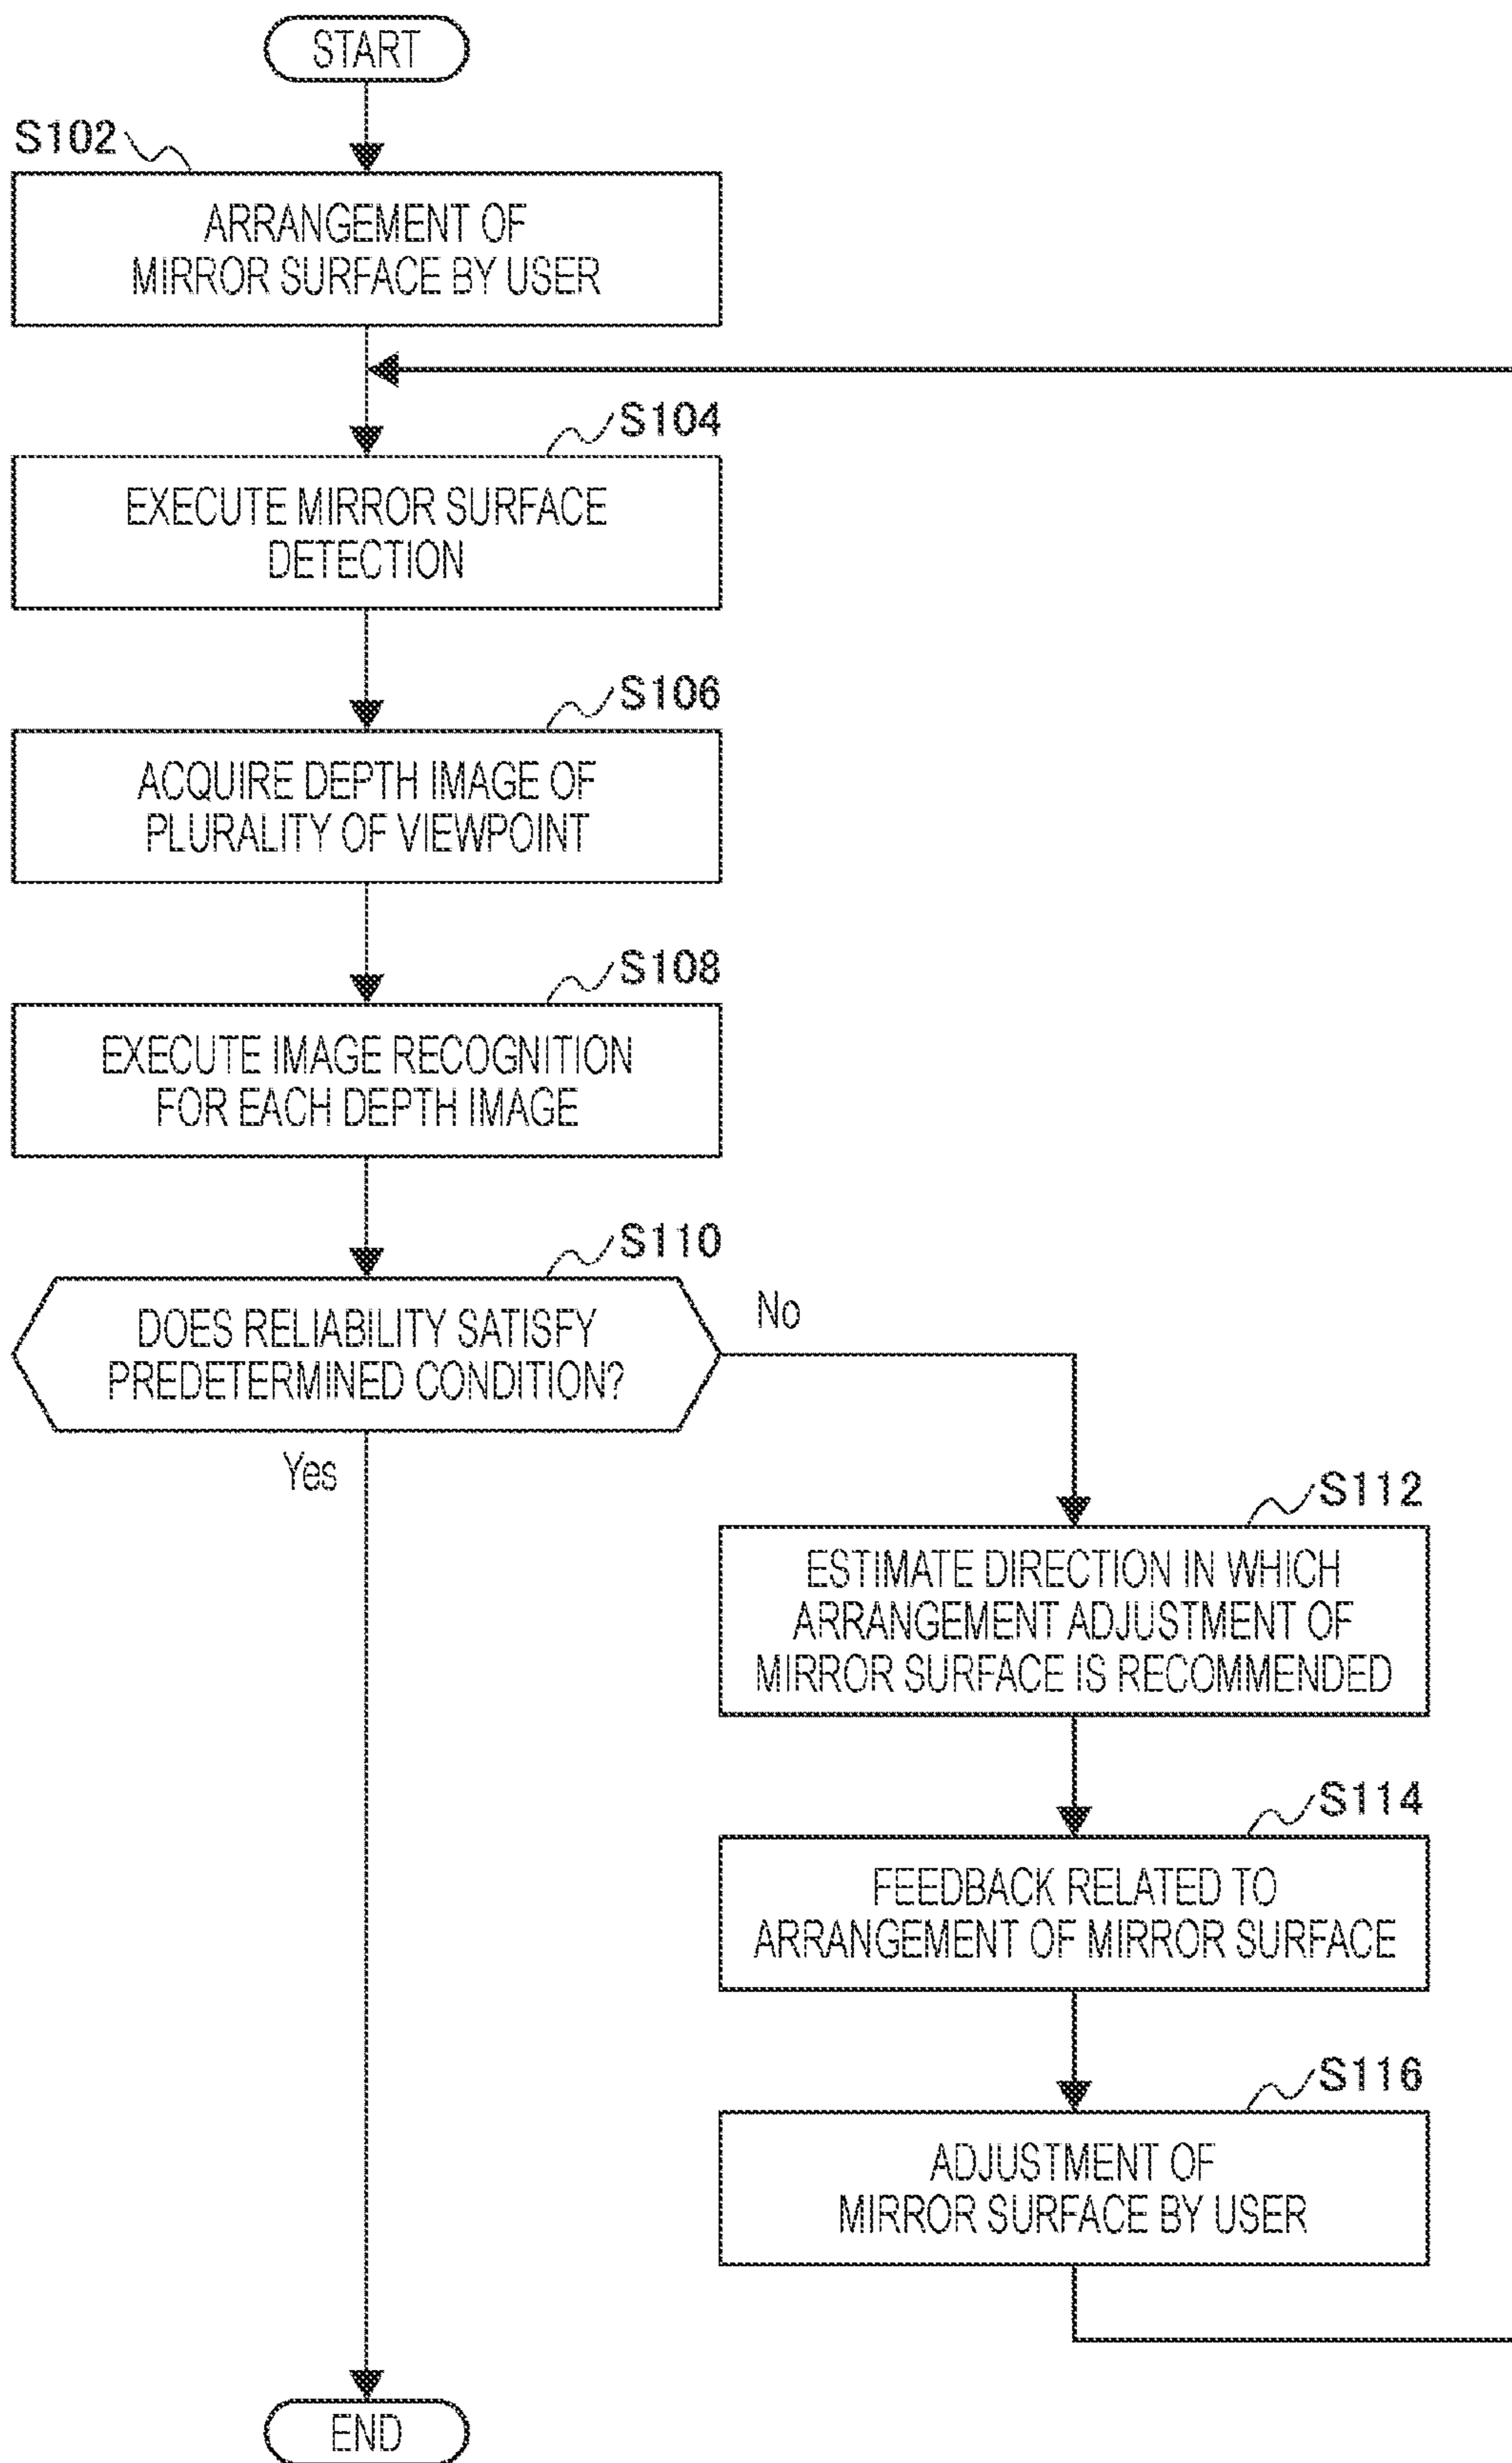 START
S102
ARRANGEMENT OF
MIRROR SURFACE BY USER
S104
EXECUTE MIRROR SURFACE
DETECTION
S106
ACQUIRE DEPTH IMAGE OF
PLURALITY OF VIEWPOINT
S108
EXECUTE IMAGE RECOGNITION
FOR EACH DEPTH IMAGE
S110
DOES RELIABILITY SATISFY
PREDETERMINED CONDITION?
No
Yes
S112
ESTIMATE DIRECTION IN WHICH
ARRANGEMENT ADJUSTMENT OF
MIRROR SURFACE IS RECOMMENDED
S114
FEEDBACK RELATED TO
ARRANGEMENT OF MIRROR SURFACE
S116
ADJUSTMENT OF
MIRROR SURFACE BY USER
END